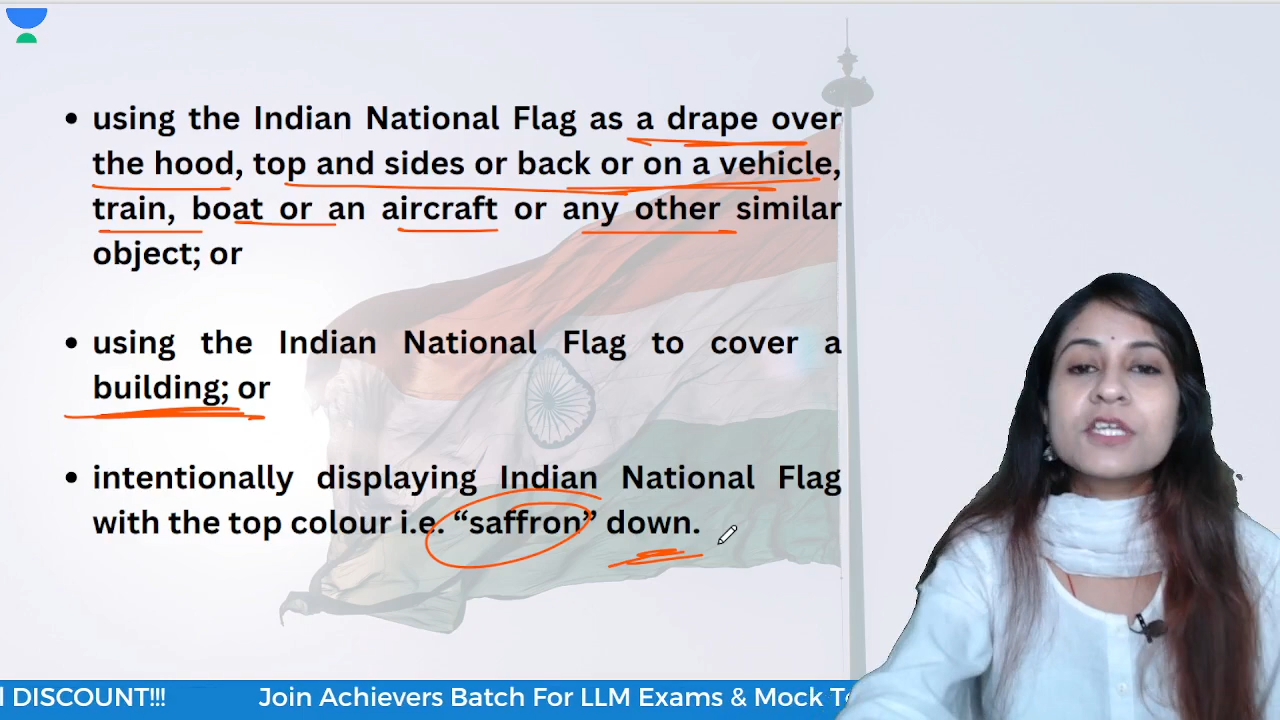 • using the Indian National Flag as a drape over
the hood, top and sides or back or on a vehicle,
train, boat or an aircraft or any other similar
object; or
• using the Indian National Flag to cover a
building; or
• intentionally displaying Indian National Flag
with the top colour i.e. “saffron” down.
DISCOUNT!!! Join Achievers Batch For LLM Exams & Mock